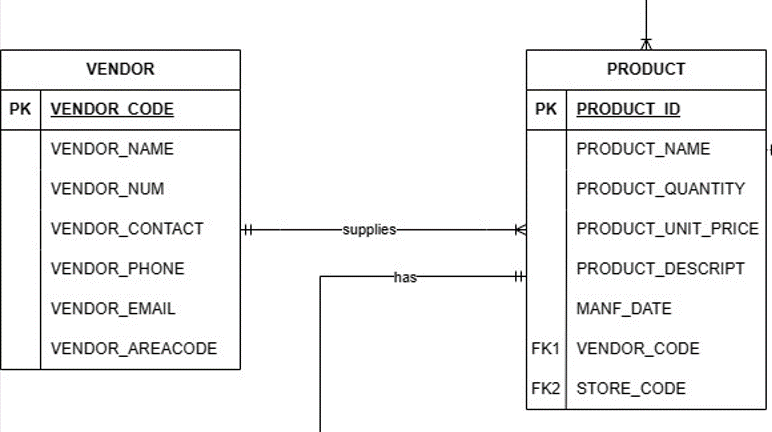 VENDOR
PK VENDOR_CODE
VENDOR_NAME
VENDOR_NUM
VENDOR_CONTACT
VENDOR_PHONE
VENDOR_EMAIL
VENDOR_AREACODE
supplies
has
PRODUCT
PK PRODUCT_ID
PRODUCT_NAME
PRODUCT_QUANTITY
PRODUCT_UNIT_PRICE
PRODUCT_DESCRIPT
MANF_DATE
FK1 VENDOR_CODE
FK2 STORE_CODE